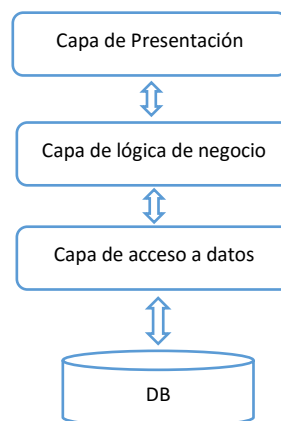 Capa de Presentación
Capa de lógica de negocio
Capa de acceso a datos
DB